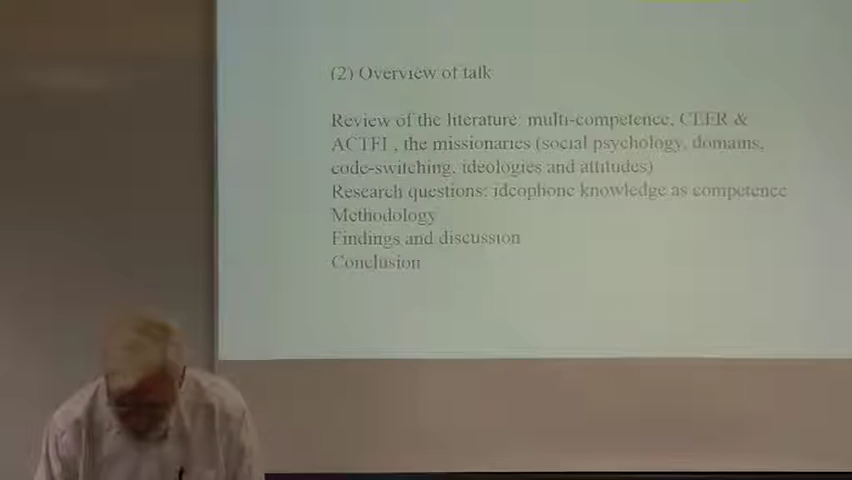 (2) Overview of talk
Review of the literature: multi-competence, CEFR &
ACTFL , the missionaries (social psychology, domains,
code-switching, ideologies and attitudes)
Research questions: ideophone knowledge as competence
Methodology
Findings and discussion
Conclusion